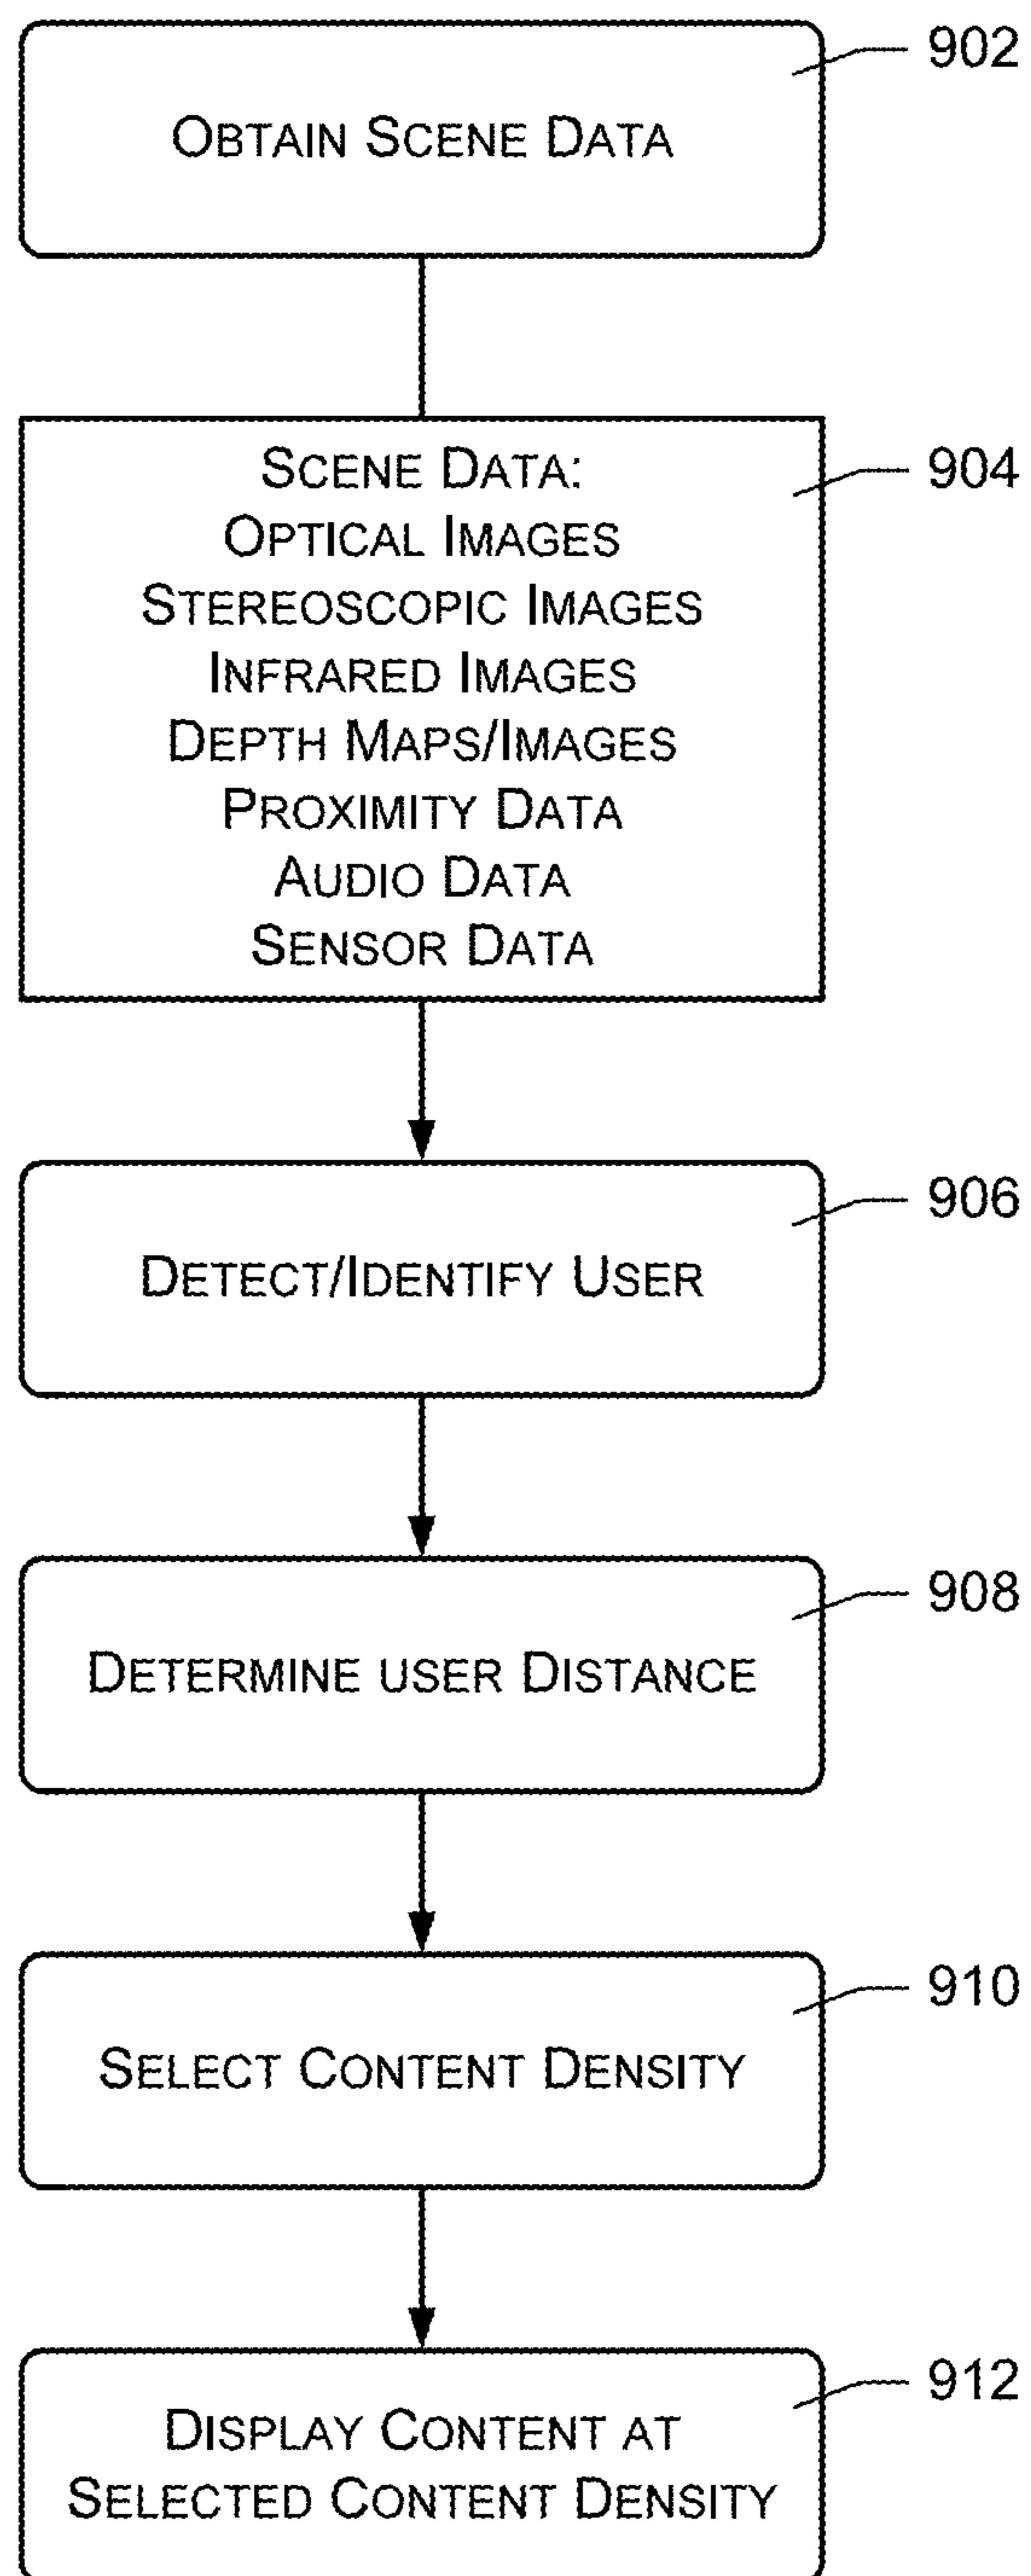 OBTAIN SCENE DATA
902
SCENE DATA:
OPTICAL IMAGES
STEREOSCOPIC IMAGES
INFRARED IMAGES
DEPTH MAPS/IMAGES
PROXIMITY DATA
AUDIO DATA
SENSOR DATA
904
DETECT/IDENTIFY USER
906
DETERMINE USER DISTANCE
908
SELECT CONTENT DENSITY
910
DISPLAY CONTENT AT
SELECTED CONTENT DENSITY
912